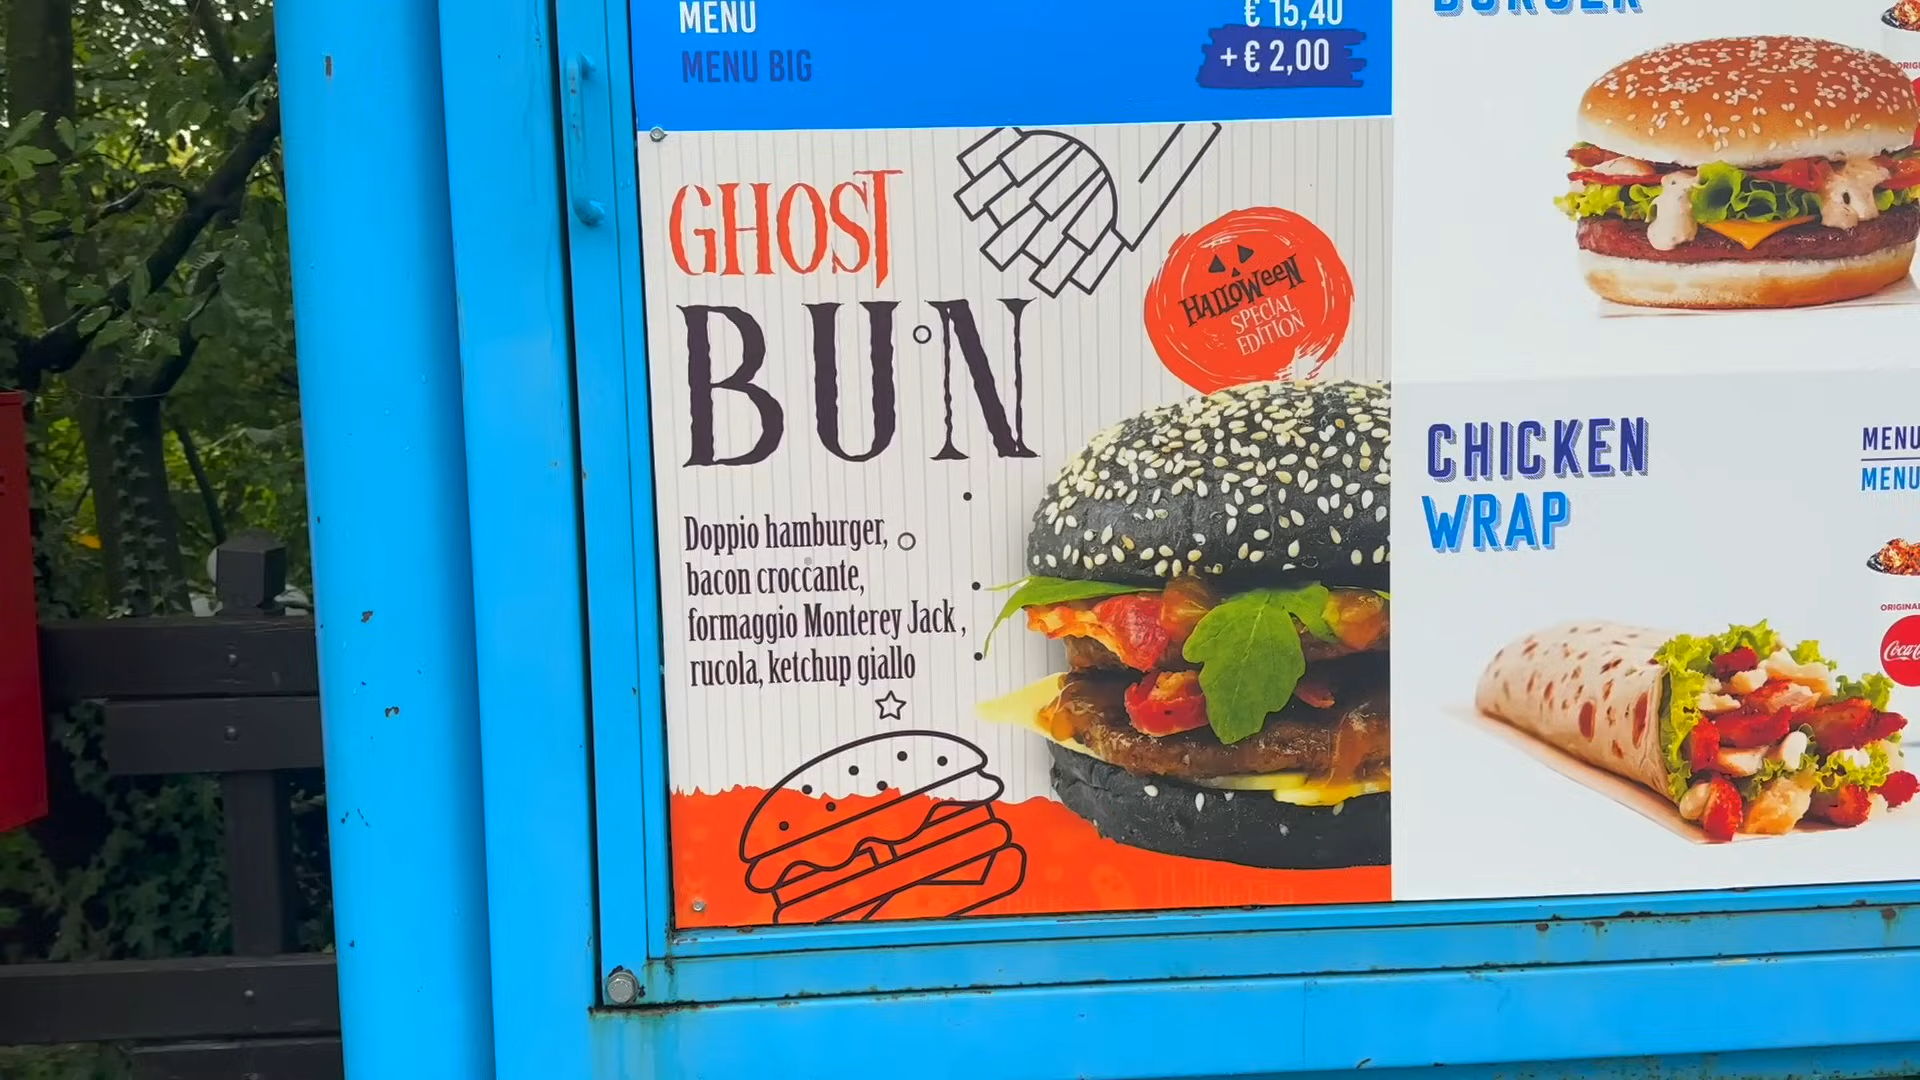 MENU
€ 15,40
MENU BIG
+ € 2,00
BURGER
GHOST
BUN
HALLOWeeN
SPECIAL
EDITION
Doppio hamburger,
bacon croccante,
formaggio Monterey Jack ,
rucola, ketchup giallo
CHICKEN
WRAP
MENU
MENU
ORIGINAL
Coca-C